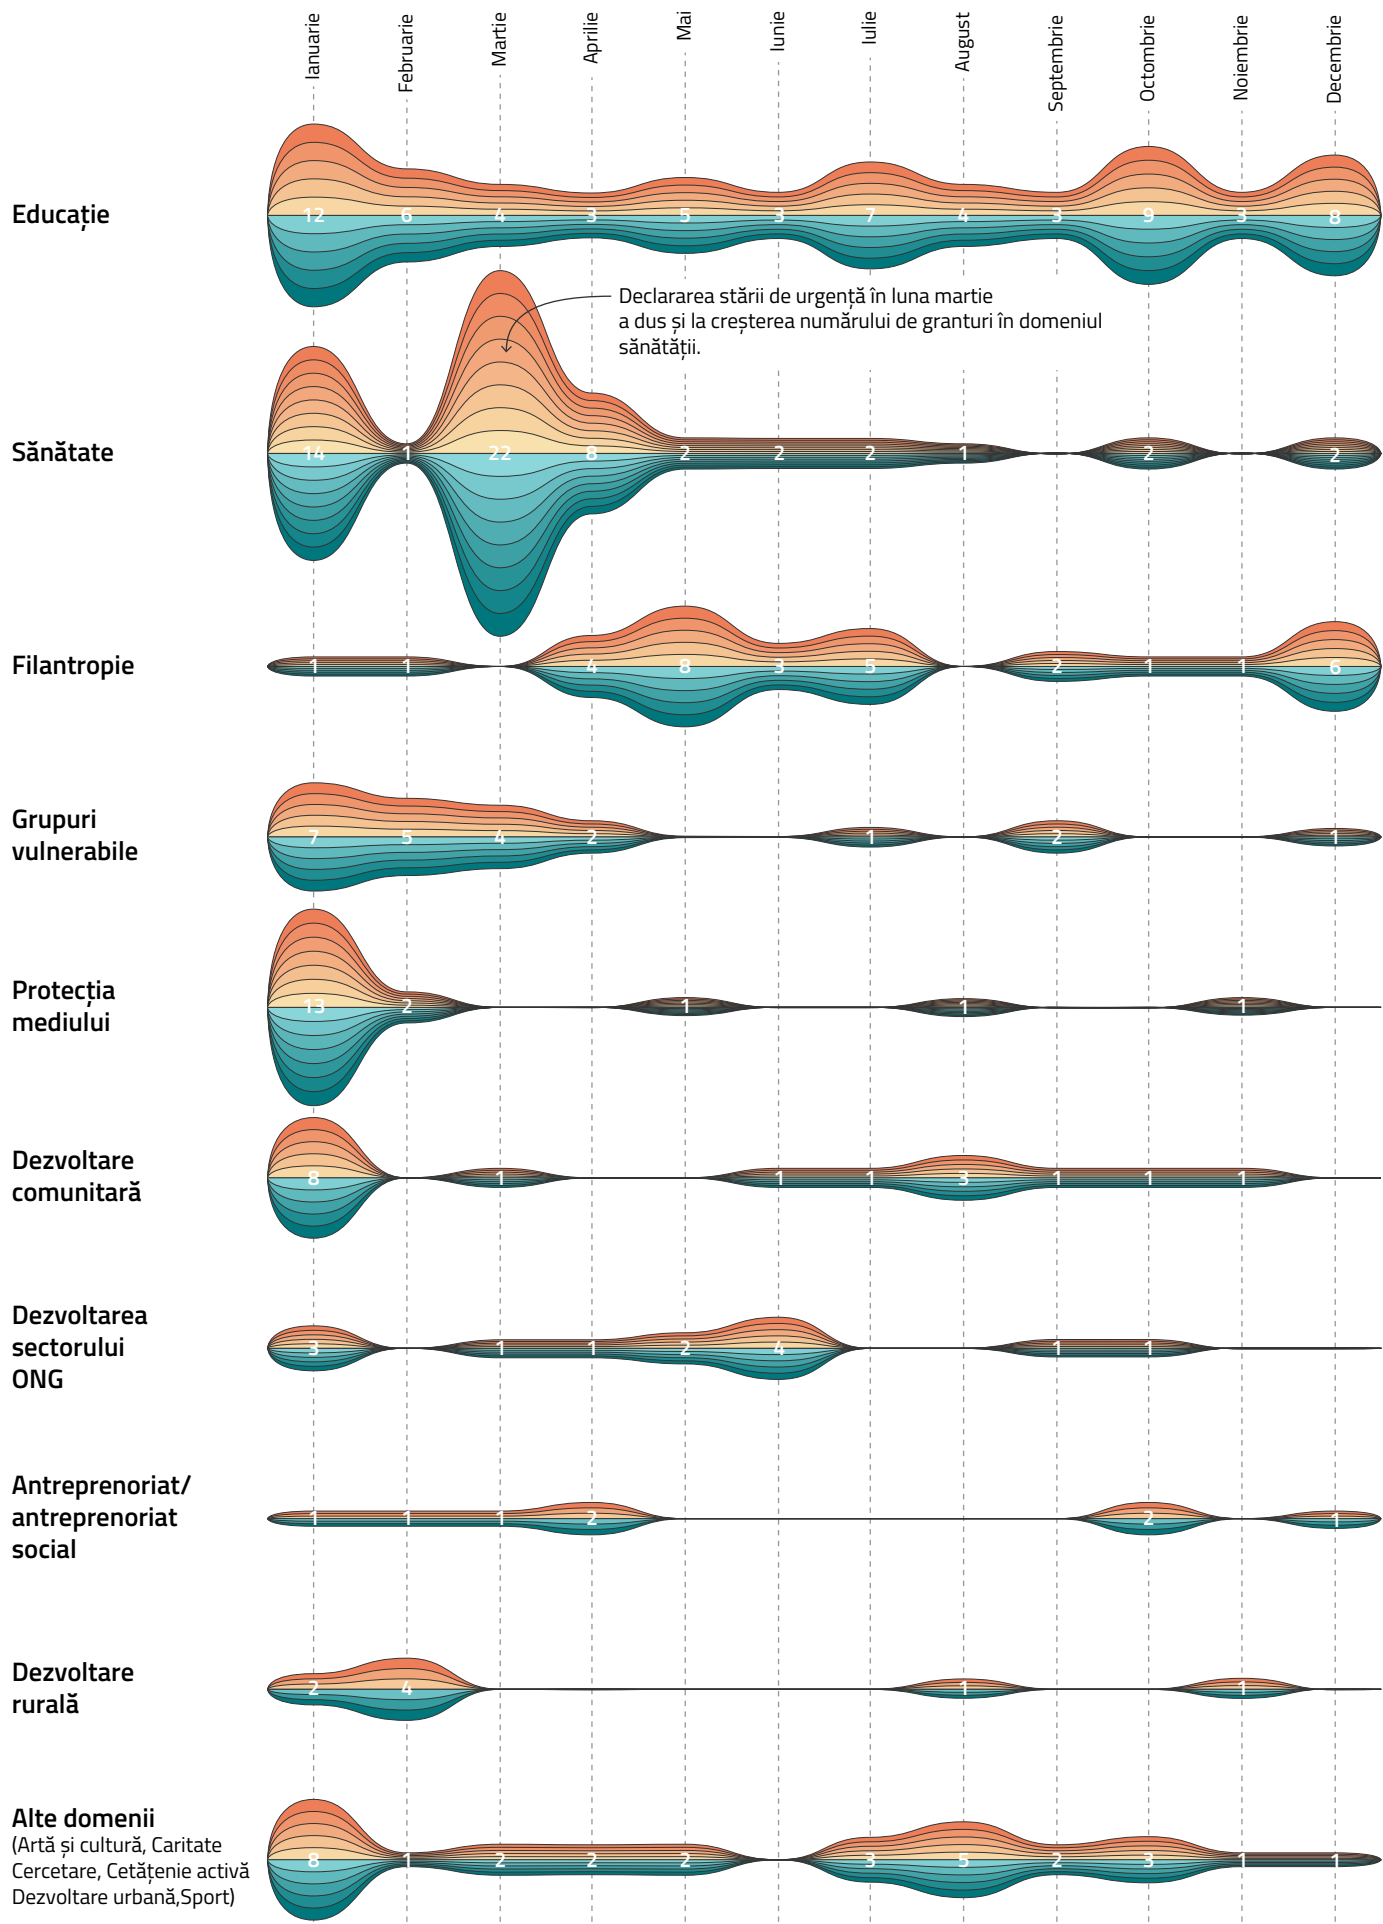 Ianuarie
Februarie
Martie
Aprilie
Mai
Iunie
Iulie
August
Septembrie
Octombrie
Noiembrie
Decembrie
Educație
12 6 4 3 5 3 7 4 3 9 3 8
Declararea stării de urgență în luna martie
a dus și la creșterea numărului de granturi în domeniul
sănătății.
Sănătate
14 1 22 8 2 2 2 1 2 2
Filantropie
1 1 4 8 3 5 2 1 1 6
Grupuri
vulnerabile
7 5 4 2 1 2 1
Protecția
mediului
13 2 1 1 1
Dezvoltare
comunitară
8 1 1 1 3 1 1 1
Dezvoltarea
sectorului
ONG
3 1 1 2 4 1 1
Antreprenoriat/
antreprenoriat
social
1 1 1 2 2 1
Dezvoltare
rurală
2 4 1 1
Alte domenii
(Artă și cultură, Caritate
Cercetare, Cetățenie activă
Dezvoltare urbană,Sport)
8 1 2 2 2 3 5 2 3 1 1